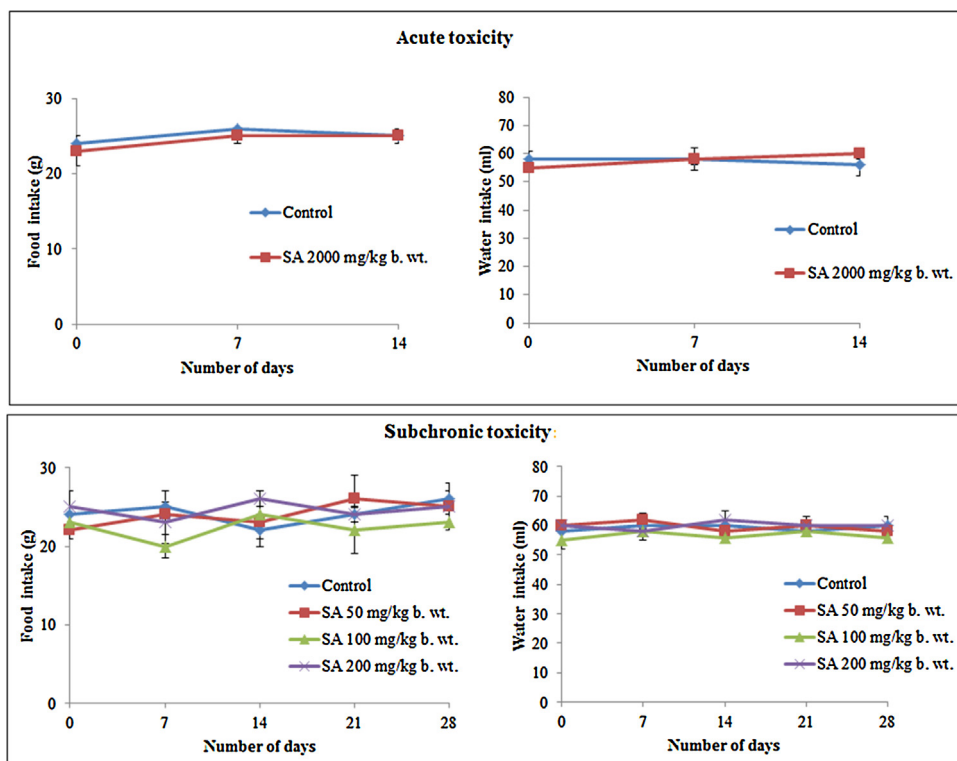 Acute toxicity
30
20
10
0
Food intake (g)
Control
SA 2000 mg/kg b. wt.
0 7 14
Number of days
80
70
60
50
40
30
20
10
0
Water intake (ml)
Control
SA 2000 mg/kg b. wt.
0 7 14
Number of days
Subchronic toxicity:
30
20
10
0
Food intake (g)
Control
SA 50 mg/kg b. wt.
SA 100 mg/kg b. wt.
SA 200 mg/kg b. wt.
0 7 14 21 28
Number of days
80
70
60
50
40
30
20
10
0
Water intake (ml)
Control
SA 50 mg/kg b. wt.
SA 100 mg/kg b. wt.
SA 200 mg/kg b. wt.
0 7 14 21 28
Number of days